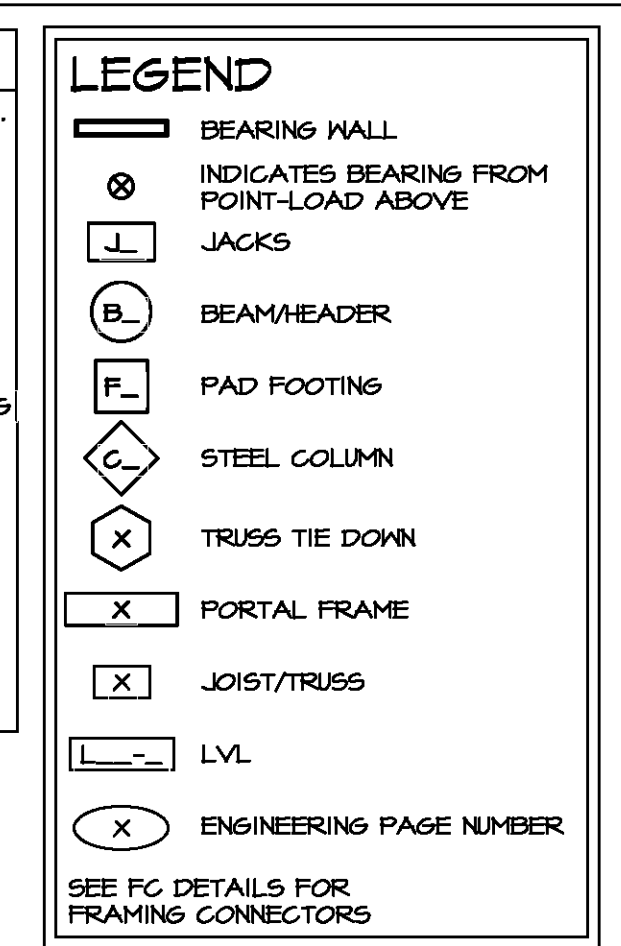 LEGEND
BEARING WALL
INDICATES BEARING FROM
POINT-LOAD ABOVE
J_ JACKS
B_ BEAM/HEADER
F_ PAD FOOTING
C_ STEEL COLUMN
X TRUSS TIE DOWN
X PORTAL FRAME
X JOIST/TRUSS
L__-_ LVL
X ENGINEERING PAGE NUMBER
SEE FC DETAILS FOR
FRAMING CONNECTORS